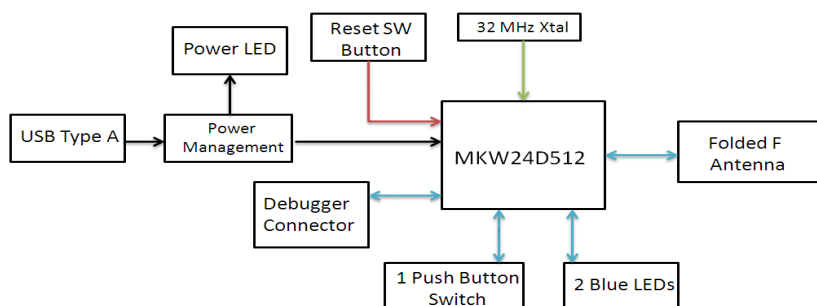 Reset SW
Button
32 MHz Xtal
Power LED
USB Type A
Power
Management
MKW24D512
Folded F
Antenna
Debugger
Connector
1 Push Button
Switch
2 Blue LEDs